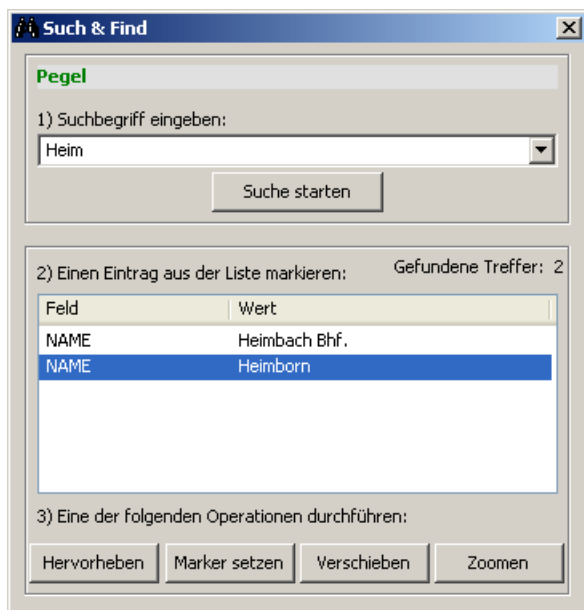 Such & Find
Pegel
1) Suchbegriff eingeben:
Heim
Suche starten
2) Einen Eintrag aus der Liste markieren: Gefundene Treffer: 2
Feld Wert
NAME Heimbach Bhf.
NAME Heimborn
3) Eine der folgenden Operationen durchführen:
Hervorheben Marker setzen Verschieben Zoomen